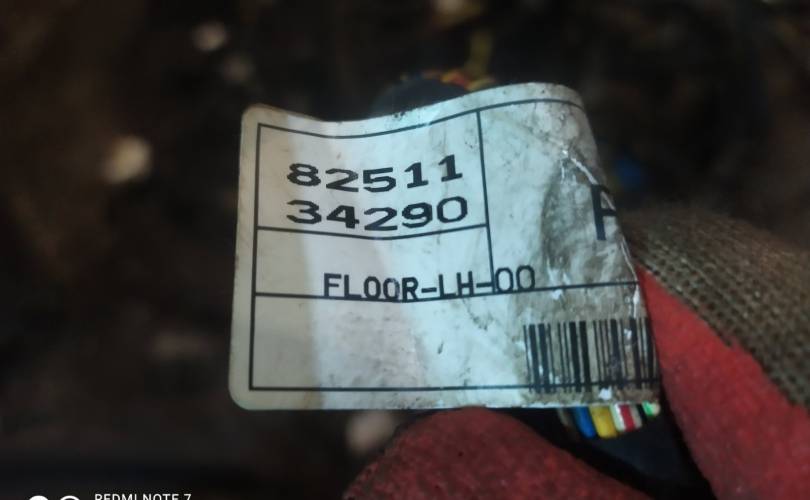 82511
34290
F
FLOOR-LH-00
REDMI NOTE 7